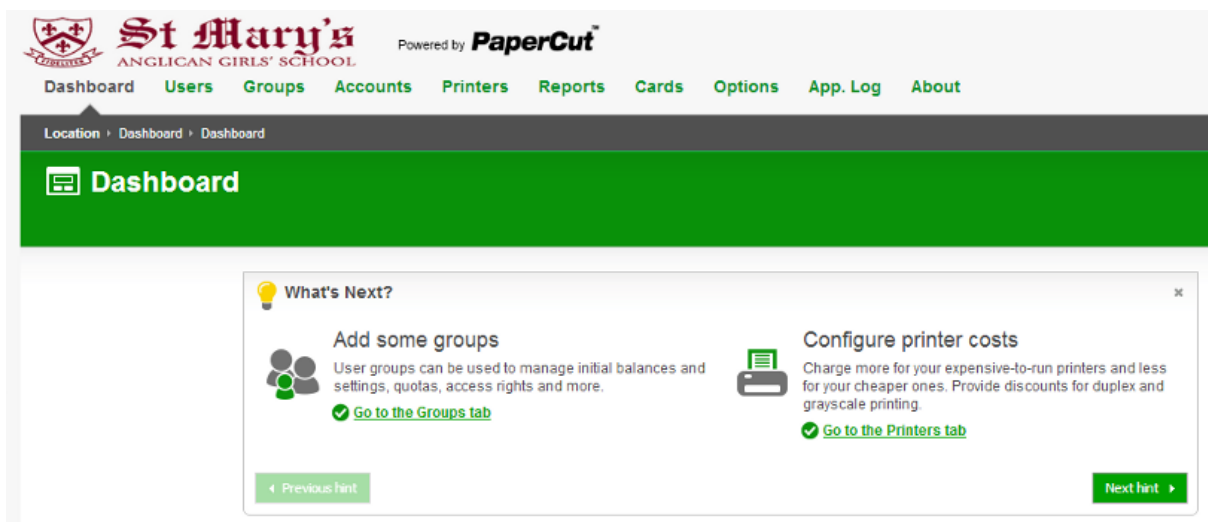 St Mary's
ANGLICAN GIRLS' SCHOOL
Powered by PaperCut™
Dashboard Users Groups Accounts Printers Reports Cards Options App. Log About
Location › Dashboard › Dashboard
Dashboard
What's Next?
Add some groups
User groups can be used to manage initial balances and
settings, quotas, access rights and more.
Go to the Groups tab
Configure printer costs
Charge more for your expensive-to-run printers and less
for your cheaper ones. Provide discounts for duplex and
grayscale printing.
Go to the Printers tab
Previous hint
Next hint